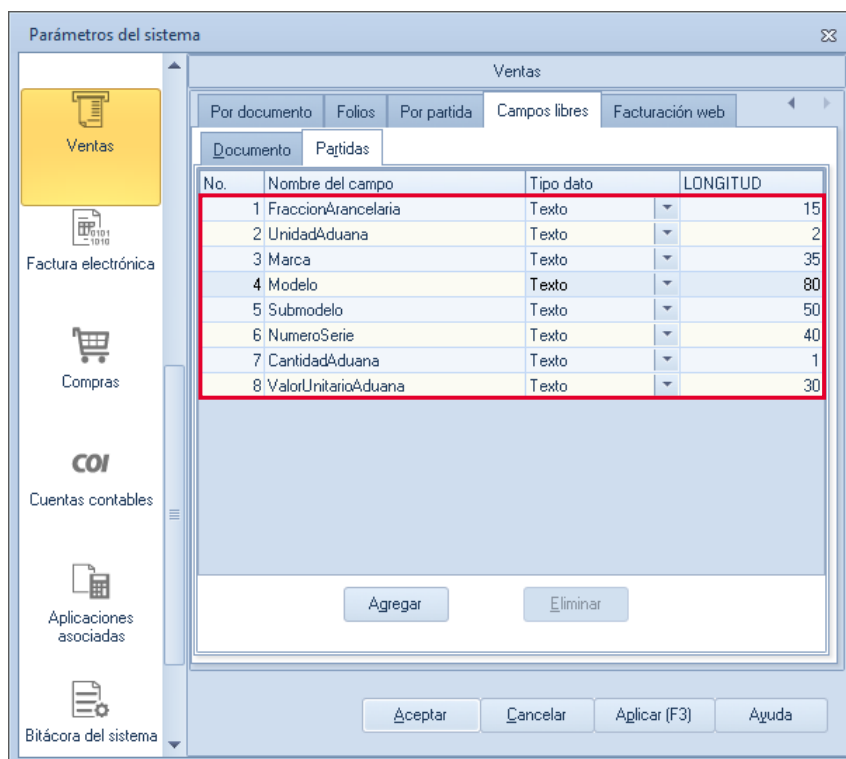 Parámetros del sistema
Ventas
Factura electrónica
Compras
COI
Cuentas contables
Aplicaciones
asociadas
Bitácora del sistema
Ventas
Por documento Folios Por partida Campos libres Facturación web
Documento Partidas
No. Nombre del campo Tipo dato LONGITUD
1 FraccionArancelaria Texto 15
2 UnidadAduana Texto 2
3 Marca Texto 35
4 Modelo Texto 80
5 Submodelo Texto 50
6 NumeroSerie Texto 40
7 CantidadAduana Texto 1
8 ValorUnitarioAduana Texto 30
Agregar Eliminar
Aceptar Cancelar Aplicar (F3) Ayuda